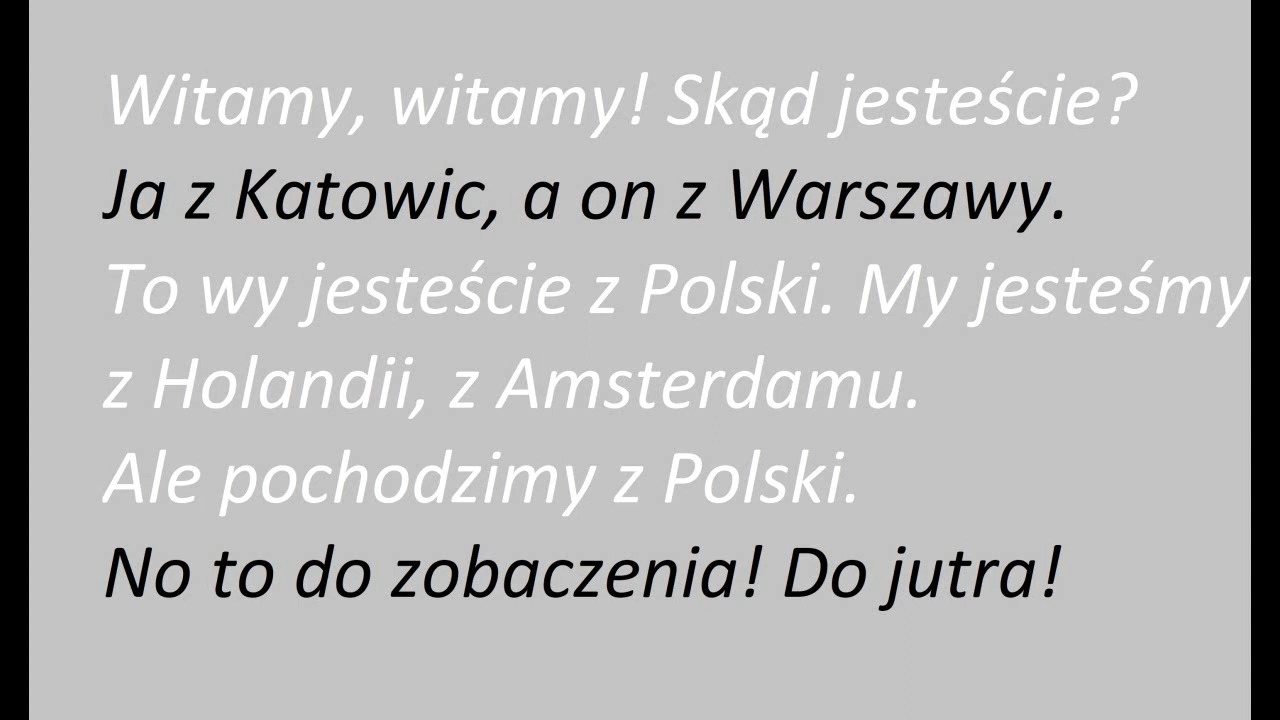 Witamy, witamy! Skąd jesteście?
Ja z Katowic, a on z Warszawy.
To wy jesteście z Polski. My jesteśmy
z Holandii, z Amsterdamu.
Ale pochodzimy z Polski.
No to do zobaczenia! Do jutra!